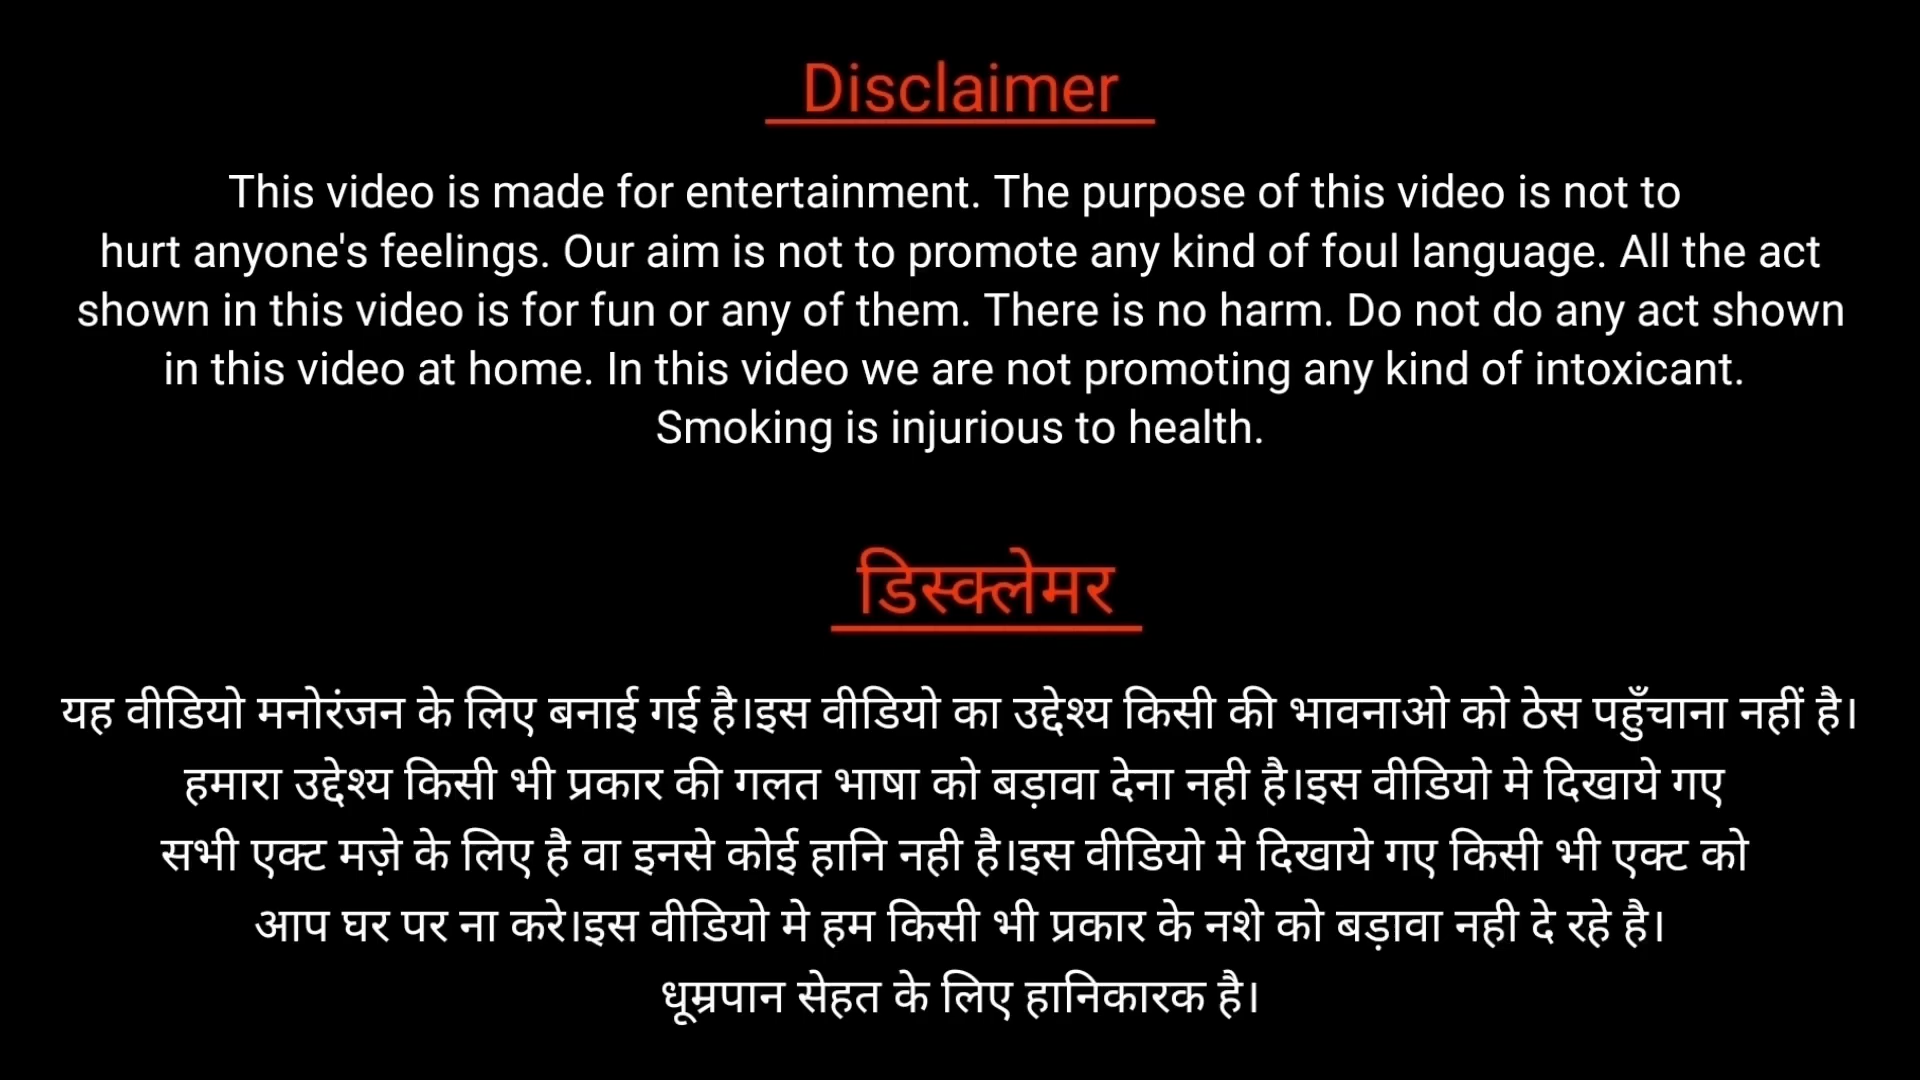 Disclaimer
This video is made for entertainment. The purpose of this video is not to
hurt anyone's feelings. Our aim is not to promote any kind of foul language. All the act
shown in this video is for fun or any of them. There is no harm. Do not do any act shown
in this video at home. In this video we are not promoting any kind of intoxicant.
Smoking is injurious to health.
डिस्क्लेमर
यह वीडियो मनोरंजन के लिए बनाई गई है।इस वीडियो का उद्देश्य किसी की भावनाओ को ठेस पहुँचाना नहीं है।
हमारा उद्देश्य किसी भी प्रकार की गलत भाषा को बड़ावा देना नही है।इस वीडियो मे दिखाये गए
सभी एक्ट मज़े के लिए है वा इनसे कोई हानि नही है।इस वीडियो मे दिखाये गए किसी भी एक्ट को
आप घर पर ना करे।इस वीडियो मे हम किसी भी प्रकार के नशे को बड़ावा नही दे रहे है।
धूम्रपान सेहत के लिए हानिकारक है।